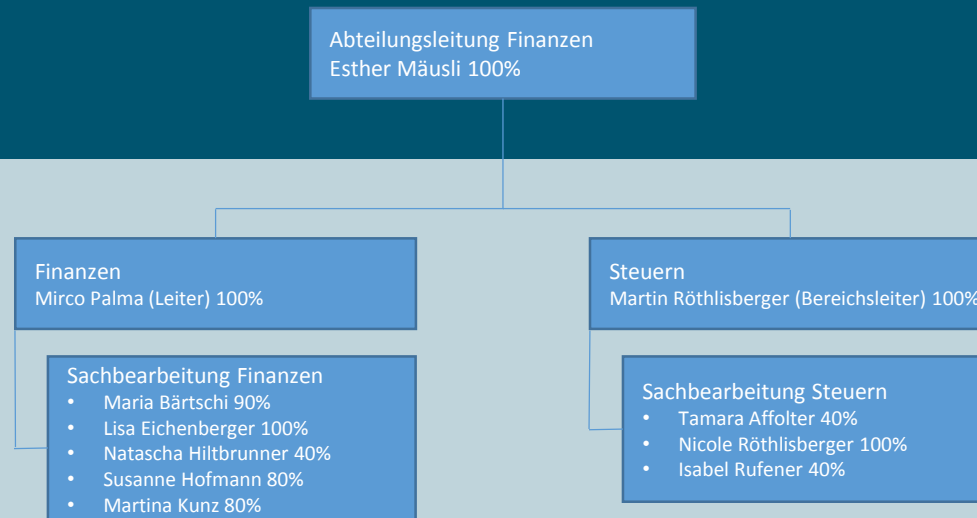 Abteilungsleitung Finanzen
Esther Mäusli 100%
Finanzen
Mirco Palma (Leiter) 100%
Steuern
Martin Röthlisberger (Bereichsleiter) 100%
Sachbearbeitung Finanzen
• Maria Bärtschi 90%
• Lisa Eichenberger 100%
• Natascha Hiltbrunner 40%
• Susanne Hofmann 80%
• Martina Kunz 80%
Sachbearbeitung Steuern
• Tamara Affolter 40%
• Nicole Röthlisberger 100%
• Isabel Rufener 40%